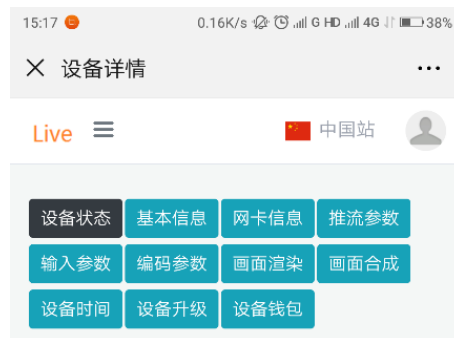 15:17 0.16K/s G HD 4G 38%
设备详情
Live 中国站
设备状态 基本信息 网卡信息 推流参数
输入参数 编码参数 画面渲染 画面合成
设备时间 设备升级 设备钱包